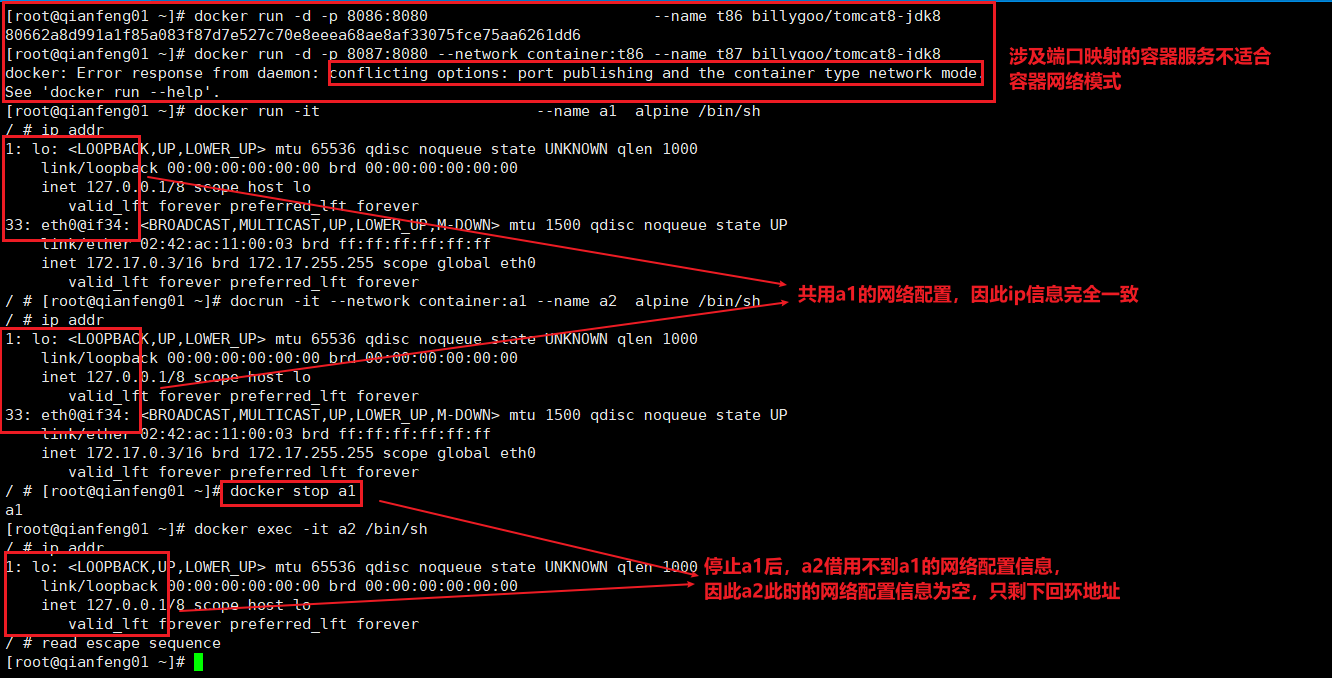 [root@qianfeng01 ~]# docker run -d -p 8086:8080                         --name t86 billygoo/tomcat8-jdk8
80662a8d991a1f85a083f87d7e527c70e8eeea68ae8af33075fce75aa6261dd6
[root@qianfeng01 ~]# docker run -d -p 8087:8080 --network container:t86 --name t87 billygoo/tomcat8-jdk8
docker: Error response from daemon: conflicting options: port publishing and the container type network mode.
See 'docker run --help'.
涉及端口映射的容器服务不适合
容器网络模式
[root@qianfeng01 ~]# docker run -it                        --name a1  alpine /bin/sh
/ # ip addr
1: lo: <LOOPBACK,UP,LOWER_UP> mtu 65536 qdisc noqueue state UNKNOWN qlen 1000
    link/loopback 00:00:00:00:00:00 brd 00:00:00:00:00:00
    inet 127.0.0.1/8 scope host lo
       valid_lft forever preferred_lft forever
33: eth0@if34: <BROADCAST,MULTICAST,UP,LOWER_UP,M-DOWN> mtu 1500 qdisc noqueue state UP
    link/ether 02:42:ac:11:00:03 brd ff:ff:ff:ff:ff:ff
    inet 172.17.0.3/16 brd 172.17.255.255 scope global eth0
       valid_lft forever preferred_lft forever
/ # [root@qianfeng01 ~]# docrun -it --network container:a1 --name a2  alpine /bin/sh
共用a1的网络配置，因此ip信息完全一致
/ # ip addr
1: lo: <LOOPBACK,UP,LOWER_UP> mtu 65536 qdisc noqueue state UNKNOWN qlen 1000
    link/loopback 00:00:00:00:00:00 brd 00:00:00:00:00:00
    inet 127.0.0.1/8 scope host lo
       valid_lft forever preferred_lft forever
33: eth0@if34: <BROADCAST,MULTICAST,UP,LOWER_UP,M-DOWN> mtu 1500 qdisc noqueue state UP
    link/ether 02:42:ac:11:00:03 brd ff:ff:ff:ff:ff:ff
    inet 172.17.0.3/16 brd 172.17.255.255 scope global eth0
       valid_lft forever preferred_lft forever
/ # [root@qianfeng01 ~]# docker stop a1
a1
[root@qianfeng01 ~]# docker exec -it a2 /bin/sh
/ # ip addr
1: lo: <LOOPBACK,UP,LOWER_UP> mtu 65536 qdisc noqueue state UNKNOWN qlen 1000
    link/loopback 00:00:00:00:00:00 brd 00:00:00:00:00:00
    inet 127.0.0.1/8 scope host lo
       valid_lft forever preferred_lft forever
停止a1后，a2借用不到a1的网络配置信息，
因此a2此时的网络配置信息为空，只剩下回环地址
/ # read escape sequence
[root@qianfeng01 ~]#